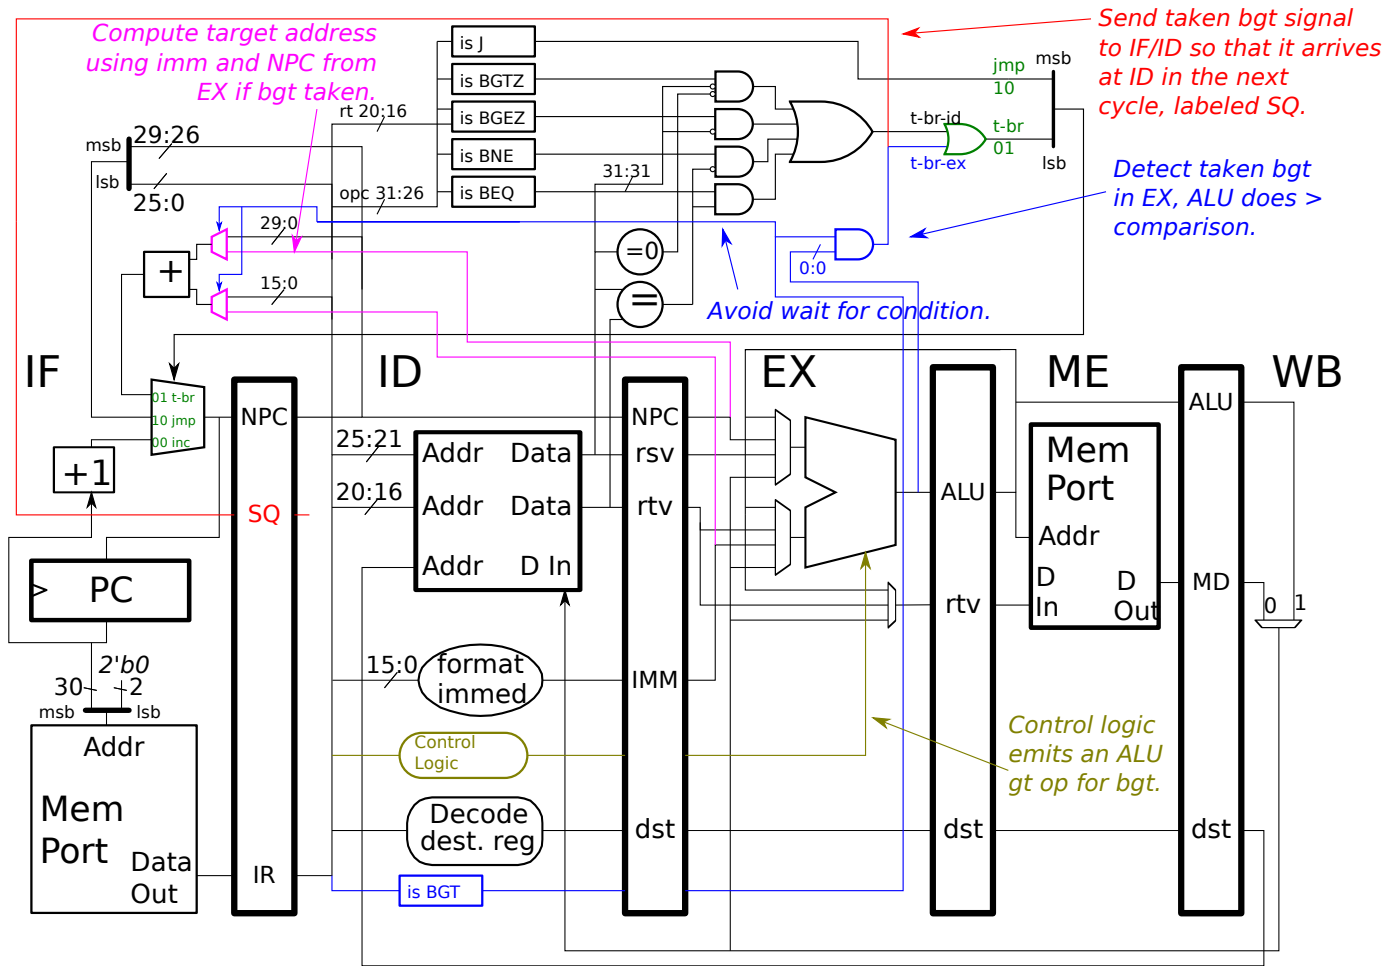 Compute target address
using imm and NPC from
EX if bgt taken.
Send taken bgt signal
to IF/ID so that it arrives
at ID in the next
cycle, labeled SQ.
is J
is BGTZ
is BGEZ
is BNE
is BEQ
rt 20:16
opc 31:26
31:31
msb
29:26
lsb
25:0
29:0
15:0
+
=0
=
t-br-id
t-br-ex
jmp
10
msb
t-br
01
lsb
0:0
Detect taken bgt
in EX, ALU does >
comparison.
Avoid wait for condition.
IF
ID
EX
ME
WB
01 t-br
10 jmp
00 inc
+1
PC
2'b0
30
2
msb
lsb
Addr
Mem
Port
Data
Out
NPC
SQ
IR
25:21
20:16
Addr
Data
Addr
Data
Addr
D In
15:0
format
immed
Control
Logic
Decode
dest. reg
is BGT
NPC
rsv
rtv
IMM
dst
ALU
rtv
dst
Mem
Port
Addr
D
In
D
Out
ALU
MD
dst
0
1
Control logic
emits an ALU
gt op for bgt.